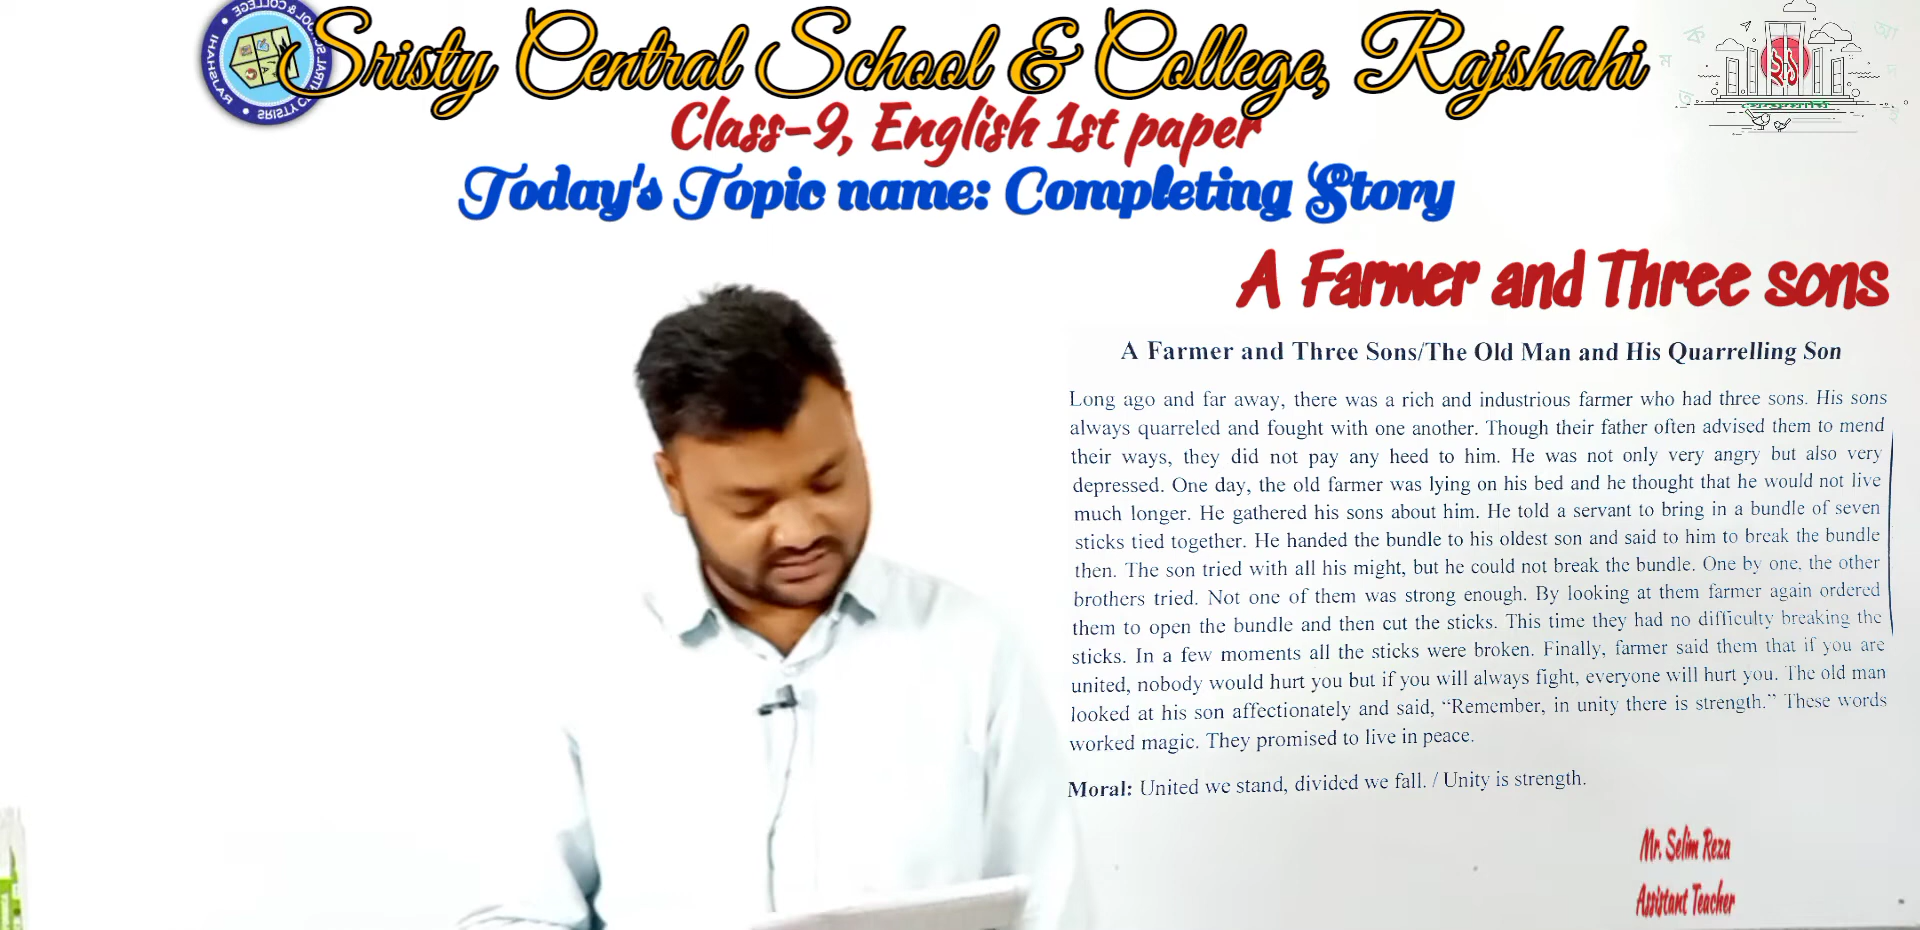 Sristy Central School & College, Rajshahi
Class-9, English 1st paper
Today's Topic name: Completing Story
A Farmer and Three sons
A Farmer and Three Sons/The Old Man and His Quarrelling Son
Long ago and far away, there was a rich and industrious farmer who had three sons. His sons
always quarreled and fought with one another. Though their father often advised them to mend
their ways, they did not pay any heed to him. He was not only very angry but also very
depressed. One day, the old farmer was lying on his bed and he thought that he would not live
much longer. He gathered his sons about him. He told a servant to bring in a bundle of seven
sticks tied together. He handed the bundle to his oldest son and said to him to break the bundle
then. The son tried with all his might, but he could not break the bundle. One by one, the other
brothers tried. Not one of them was strong enough. By looking at them farmer again ordered
them to open the bundle and then cut the sticks. This time they had no difficulty breaking the
sticks. In a few moments all the sticks were broken. Finally, farmer said them that if you are
united, nobody would hurt you but if you will always fight, everyone will hurt you. The old man
looked at his son affectionately and said, “Remember, in unity there is strength.” These words
worked magic. They promised to live in peace.
Moral: United we stand, divided we fall. / Unity is strength.
Mr. Selim Reza
Assistant Teacher